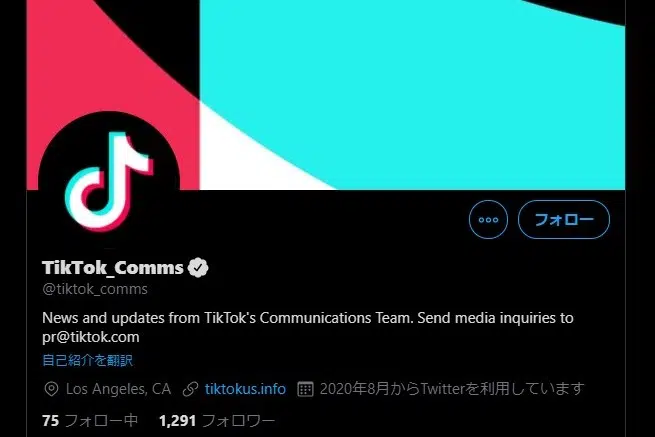 フォロー
TikTok_Comms
@tiktok_comms
News and updates from TikTok's Communications Team. Send media inquiries to
pr@tiktok.com
自己紹介を翻訳
Los Angeles, CA tiktokus.info 2020年8月からTwitterを利用しています
75 フォロー中 1,291 フォロワー